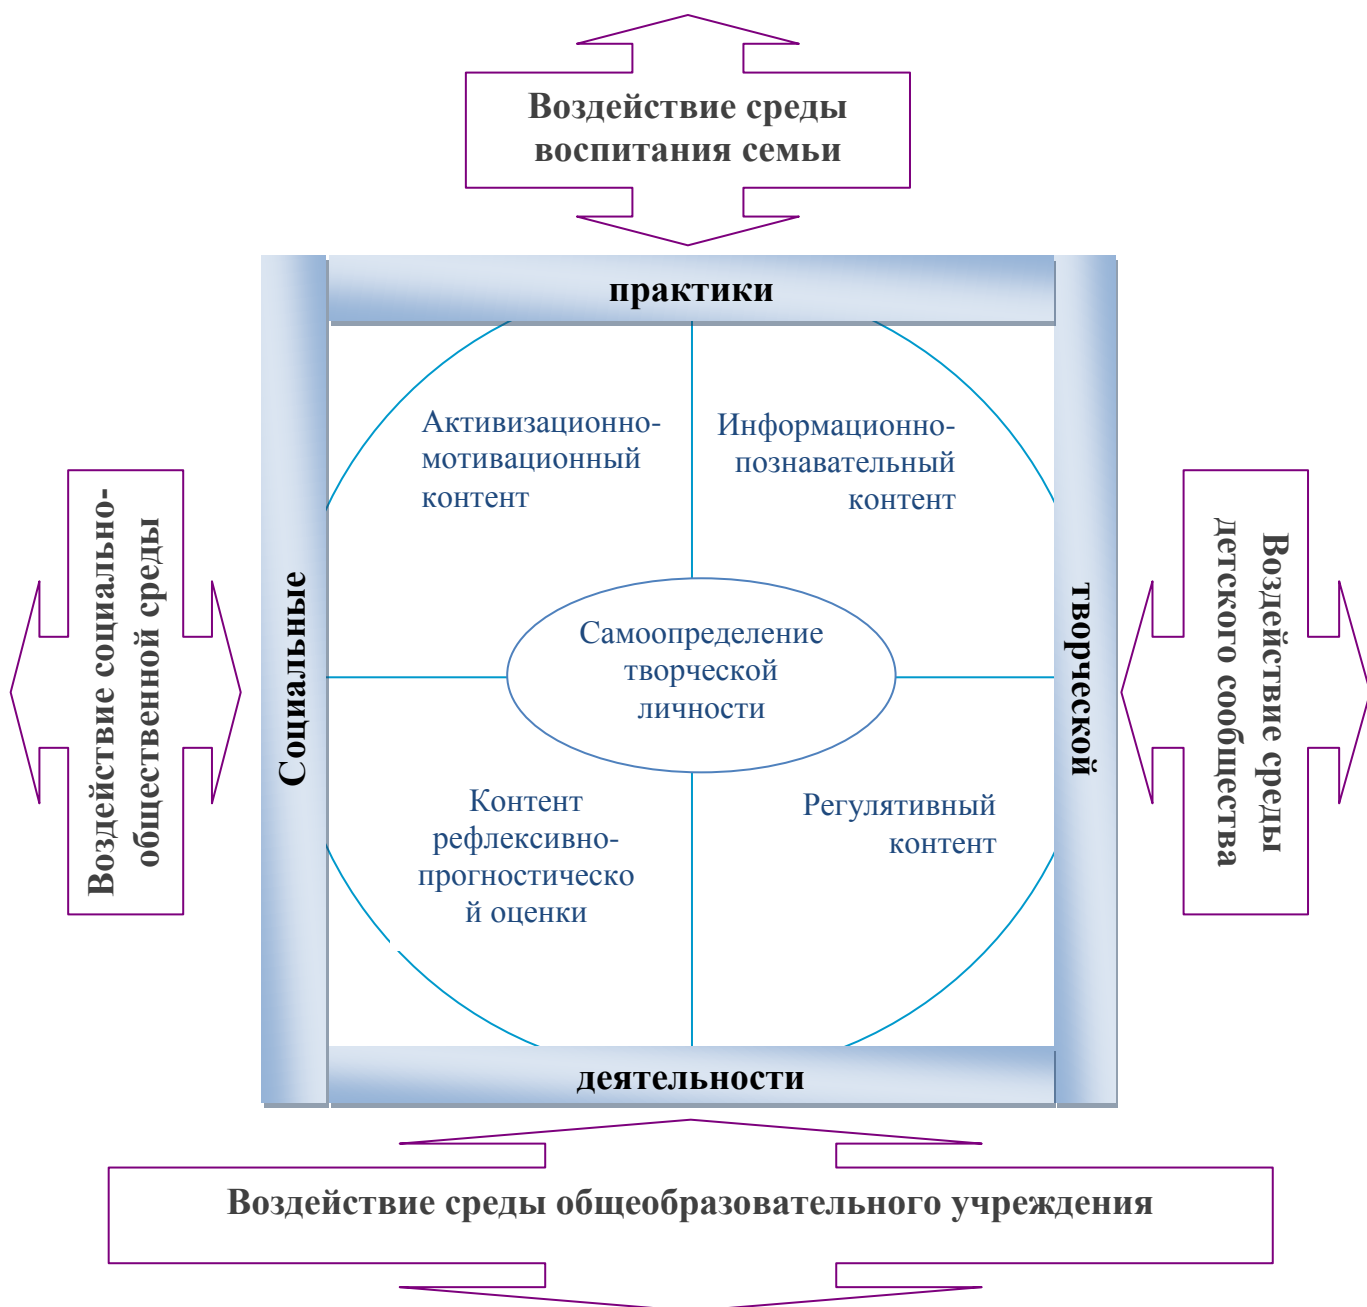 Воздействие среды
воспитания семьи
практики
Активизационно-
мотивационный
контент
Информационно-
познавательный
контент
Воздействие социально-
общественной среды
Социальные
Самоопределение
творческой
личности
творческой
Воздействие среды
детского сообщества
Контент
рефлексивно-
прогностическо
й оценки
Регулятивный
контент
деятельности
Воздействие среды общеобразовательного учреждения